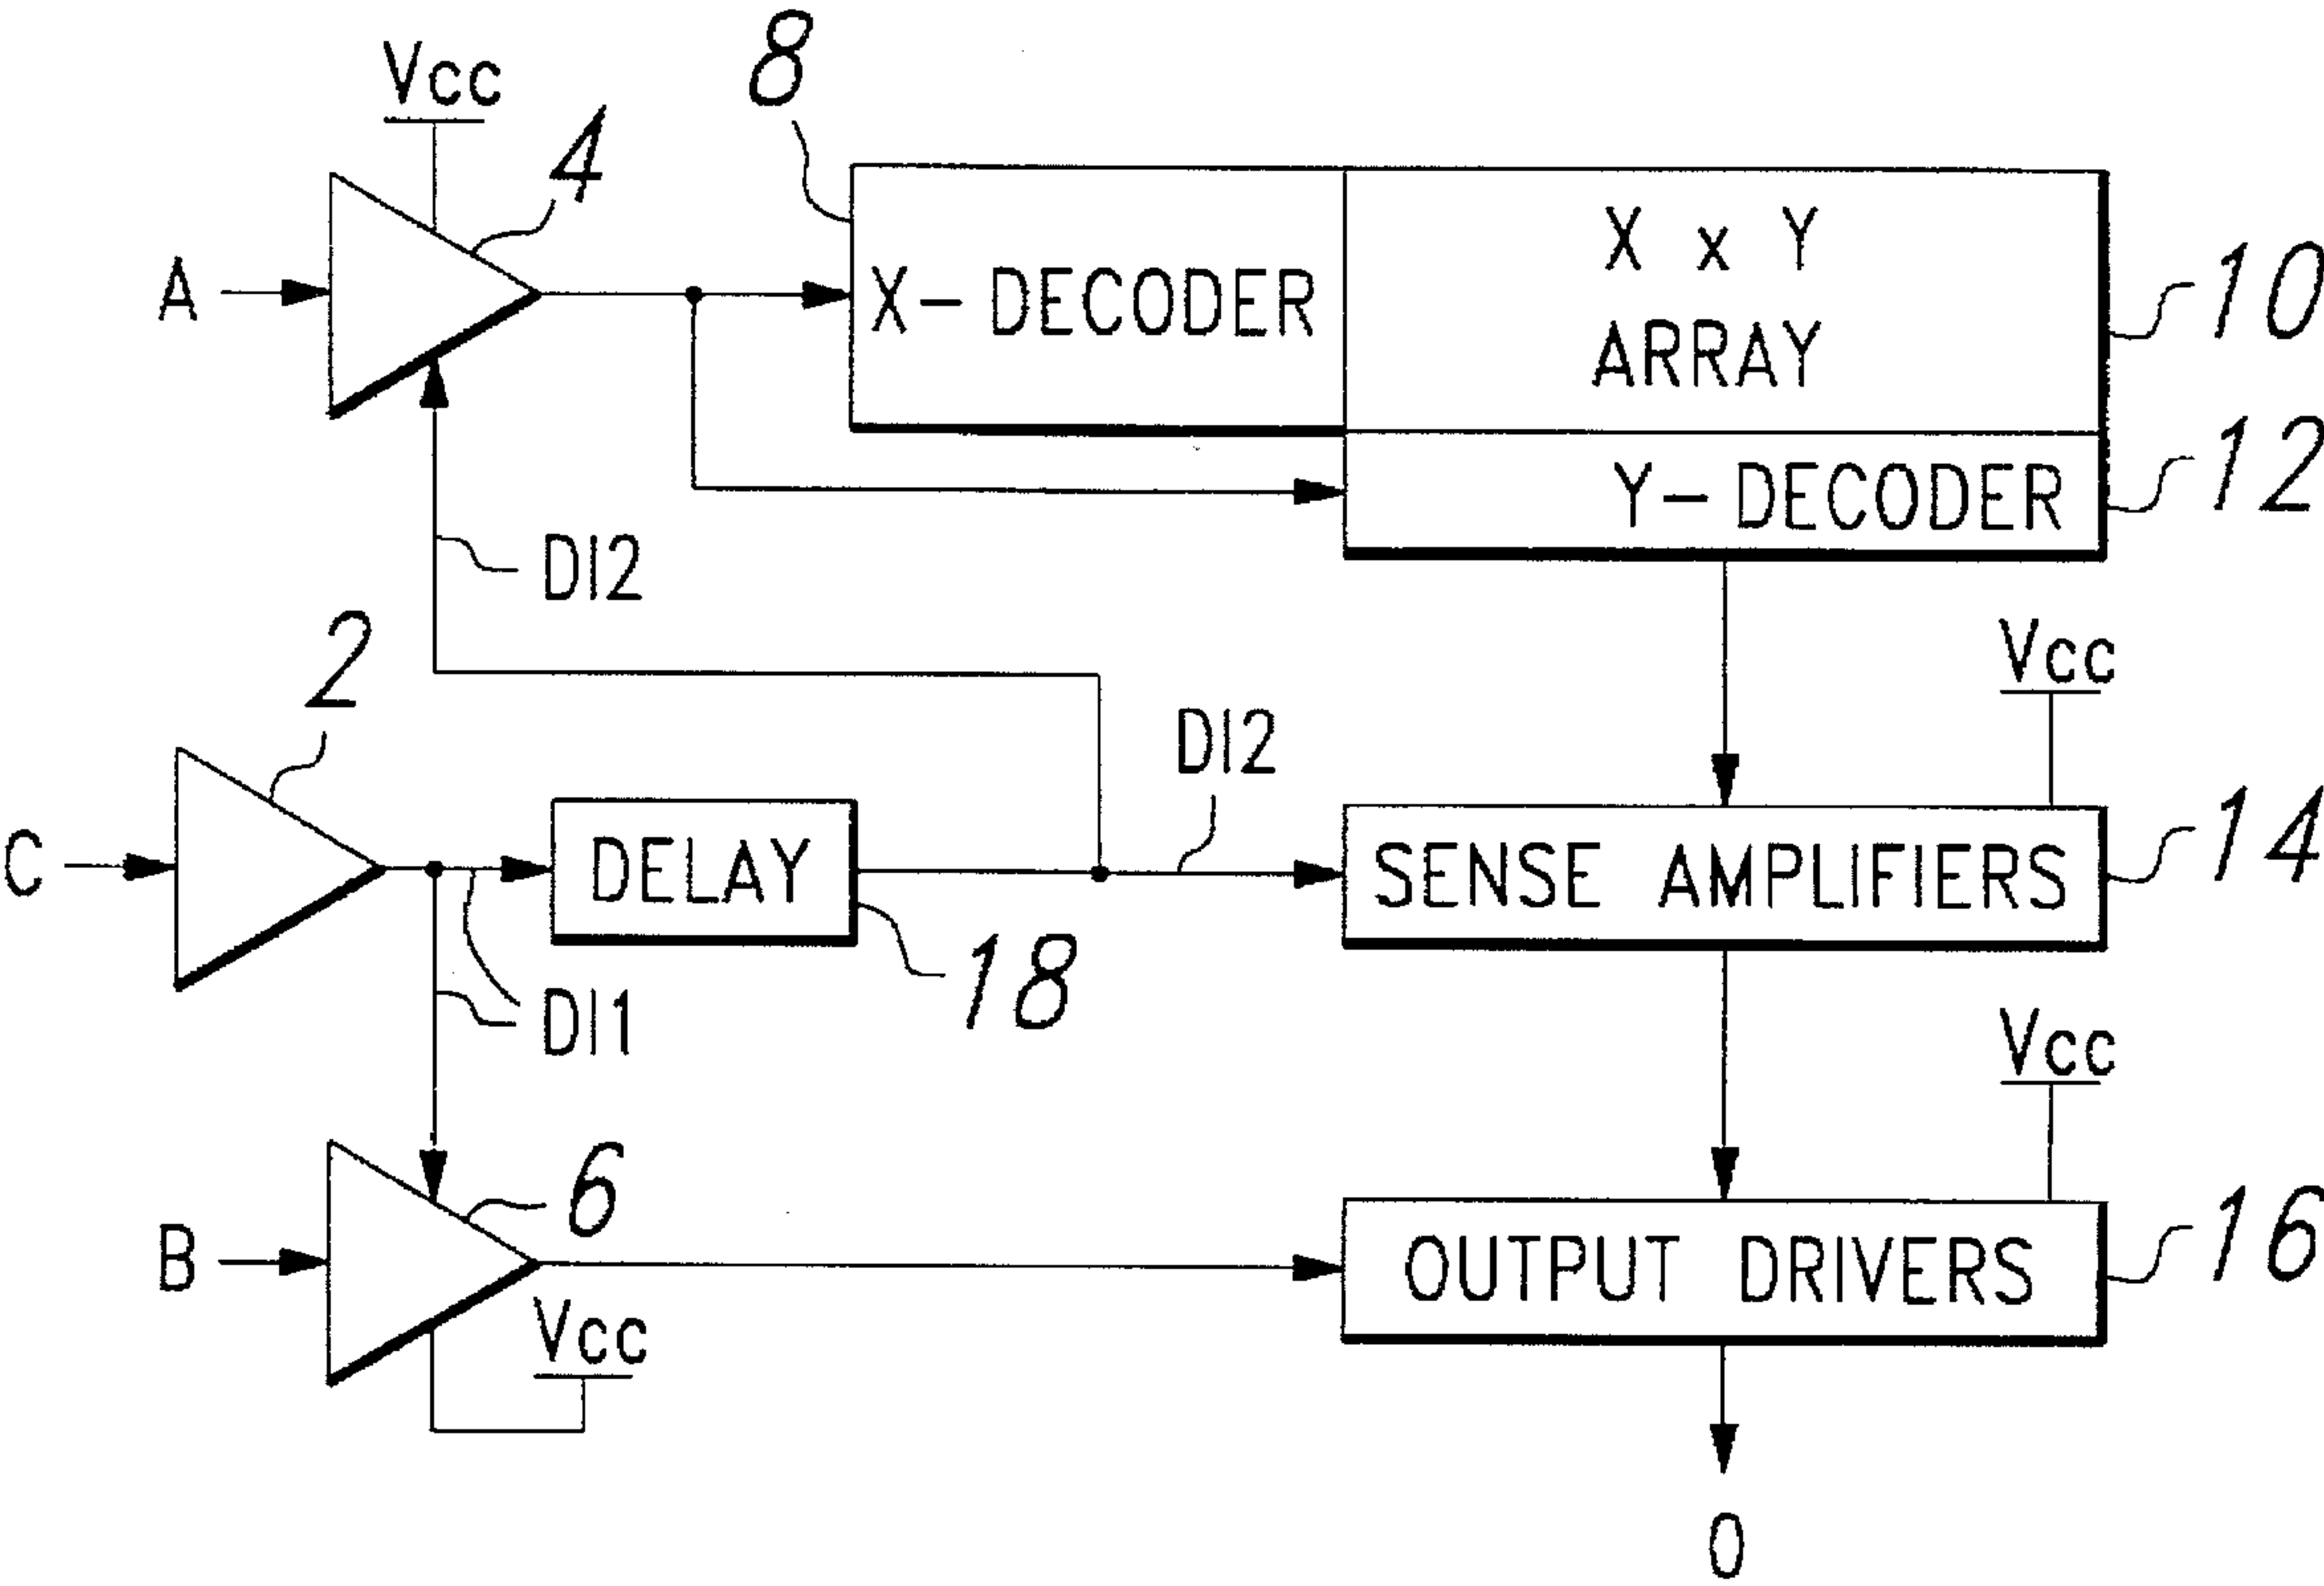 Vcc
4
8
A
X-DECODER
X x Y
ARRAY
10
Y-DECODER
12
DI2
2
Vcc
DI2
C
DELAY
18
SENSE AMPLIFIERS
14
DI1
Vcc
6
B
OUTPUT DRIVERS
16
Vcc
O